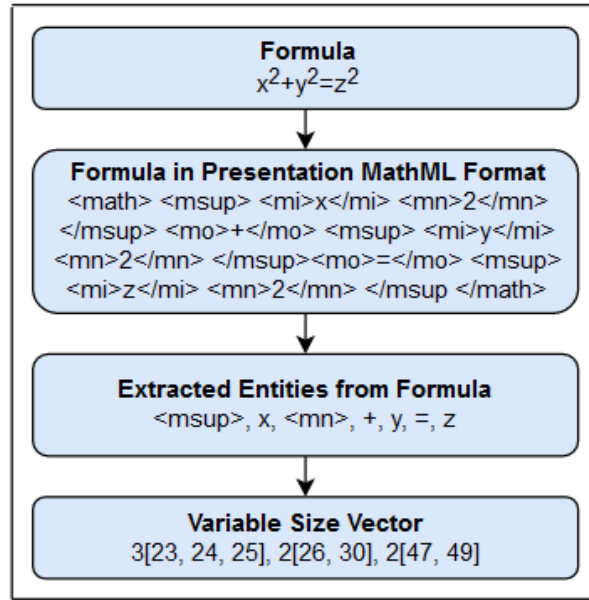 Formula
x²+y²=z²
Formula in Presentation MathML Format
<math> <msup> <mi>x</mi> <mn>2</mn>
</msup> <mo>+</mo> <msup> <mi>y</mi>
<mn>2</mn> </msup><mo>=</mo> <msup>
<mi>z</mi> <mn>2</mn> </msup </math>
Extracted Entities from Formula
<msup>, x, <mn>, +, y, =, z
Variable Size Vector
3[23, 24, 25], 2[26, 30], 2[47, 49]